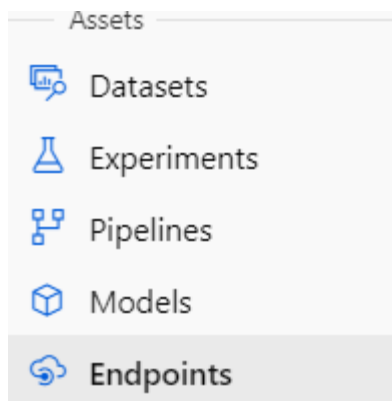 Assets
Datasets
Experiments
Pipelines
Models
Endpoints